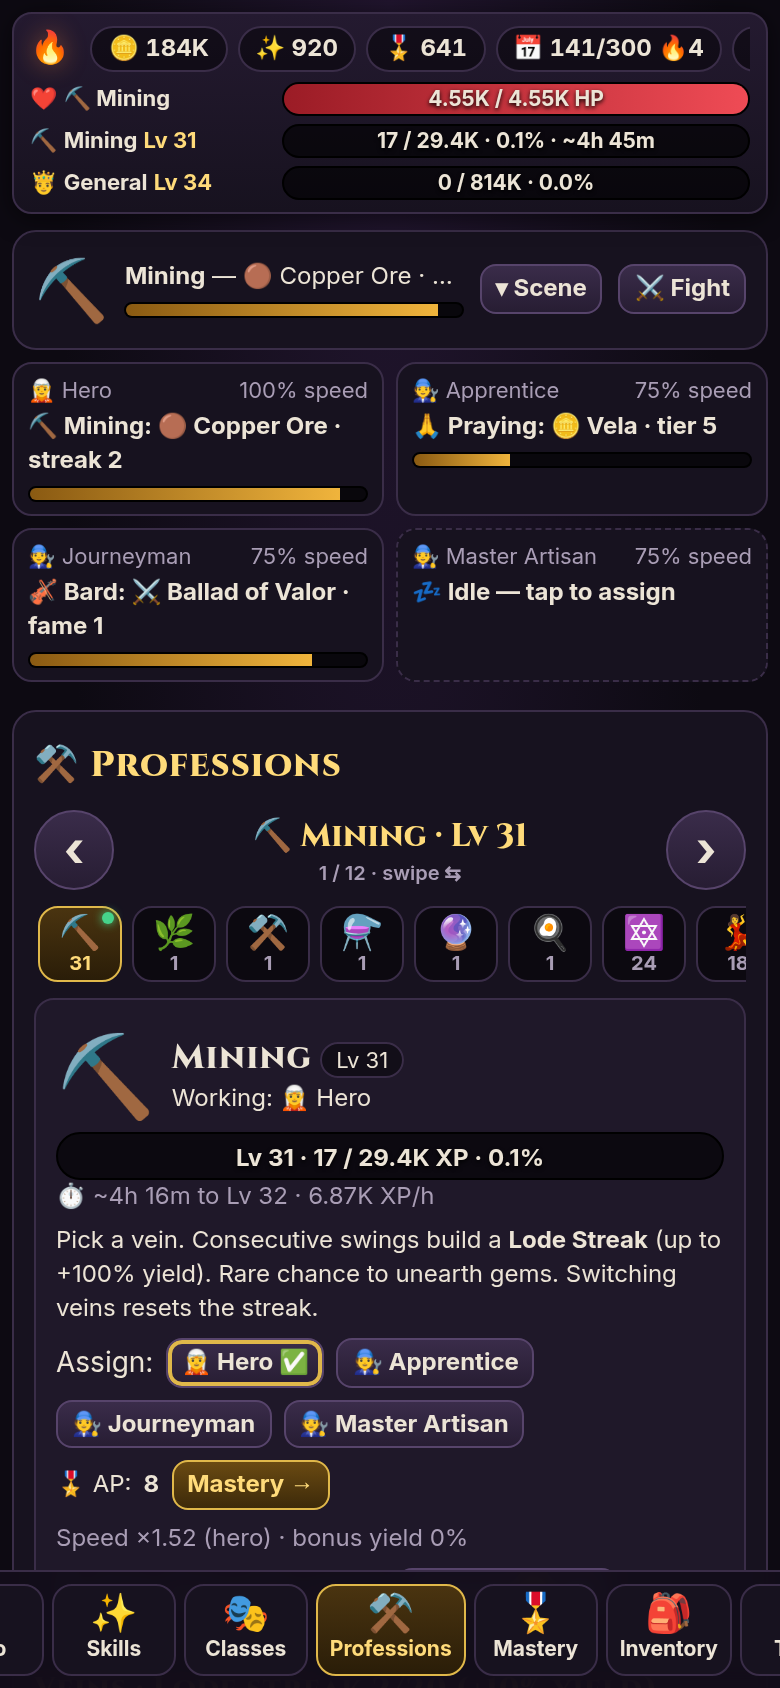 184K 920 641 141/300 4
Mining 4.55K / 4.55K HP
Mining Lv 31 17 / 29.4K · 0.1% · ~4h 45m
General Lv 34 0 / 814K · 0.0%
Mining — Copper Ore · ...
▾ Scene
Fight
Hero 100% speed
Mining: Copper Ore ·
streak 2
Apprentice 75% speed
Praying: Vela · tier 5
Journeyman 75% speed
Bard: Ballad of Valor ·
fame 1
Master Artisan 75% speed
Idle — tap to assign
Professions
‹ Mining · Lv 31 ›
1 / 12 · swipe ⇆
31 1 1 1 1 1 24 18
Mining Lv 31
Working: Hero
Lv 31 · 17 / 29.4K XP · 0.1%
~4h 16m to Lv 32 · 6.87K XP/h
Pick a vein. Consecutive swings build a Lode Streak (up to
+100% yield). Rare chance to unearth gems. Switching
veins resets the streak.
Assign: Hero ✅ Apprentice
Journeyman Master Artisan
AP: 8 Mastery →
Speed ×1.52 (hero) · bonus yield 0%
Skills Classes Professions Mastery Inventory